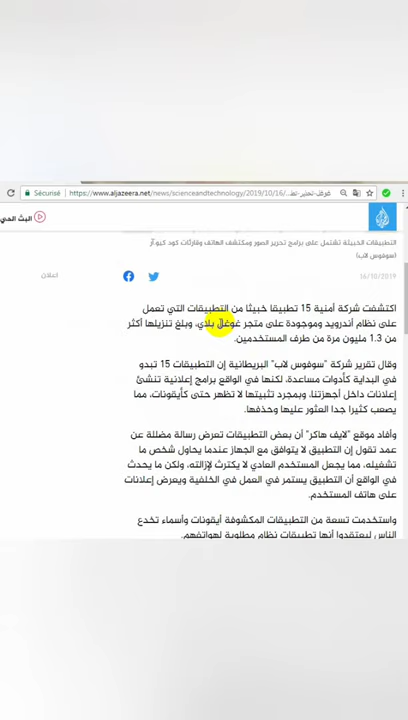 Sécurisé https://www.aljazeera.net/news/scienceandtechnology/2019/10/16/غوغل-تحذير-تط...
البث الحي
التطبيقات الخبيثة تشتمل على برامج تحرير الصور ومكتشف الهاتف وقارئات كود كيو.آر
(سوفوس لاب)
اعلان
16/10/2019
اكتشفت شركة أمنية 15 تطبيقا خبيثا من التطبيقات التي تعمل
على نظام أندرويد وموجودة على متجر غوغل بلاي، وبلغ تنزيلها أكثر
من 1.3 مليون مرة من طرف المستخدمين.
وقال تقرير شركة "سوفوس لاب" البريطانية إن التطبيقات 15 تبدو
في البداية كأدوات مساعدة، لكنها في الواقع برامج إعلانية تنشئ
إعلانات داخل أجهزتنا، وبمجرد تثبيتها لا تظهر حتى كأيقونات، مما
يصعب كثيرا جدا العثور عليها وحذفها.
وأفاد موقع "لايف هاكر" أن بعض التطبيقات تعرض رسالة مضللة عن
عمد تقول إن التطبيق لا يتوافق مع الجهاز عندما يحاول شخص ما
تشغيله، مما يجعل المستخدم العادي لا يكترث لإزالته، ولكن ما يحدث
في الواقع أن التطبيق يستمر في العمل في الخلفية ويعرض إعلانات
على هاتف المستخدم.
واستخدمت تسعة من التطبيقات المكشوفة أيقونات وأسماء تخدع
الناس ليعتقدوا أنها تطبيقات نظام مطلوبة لهواتفهم.